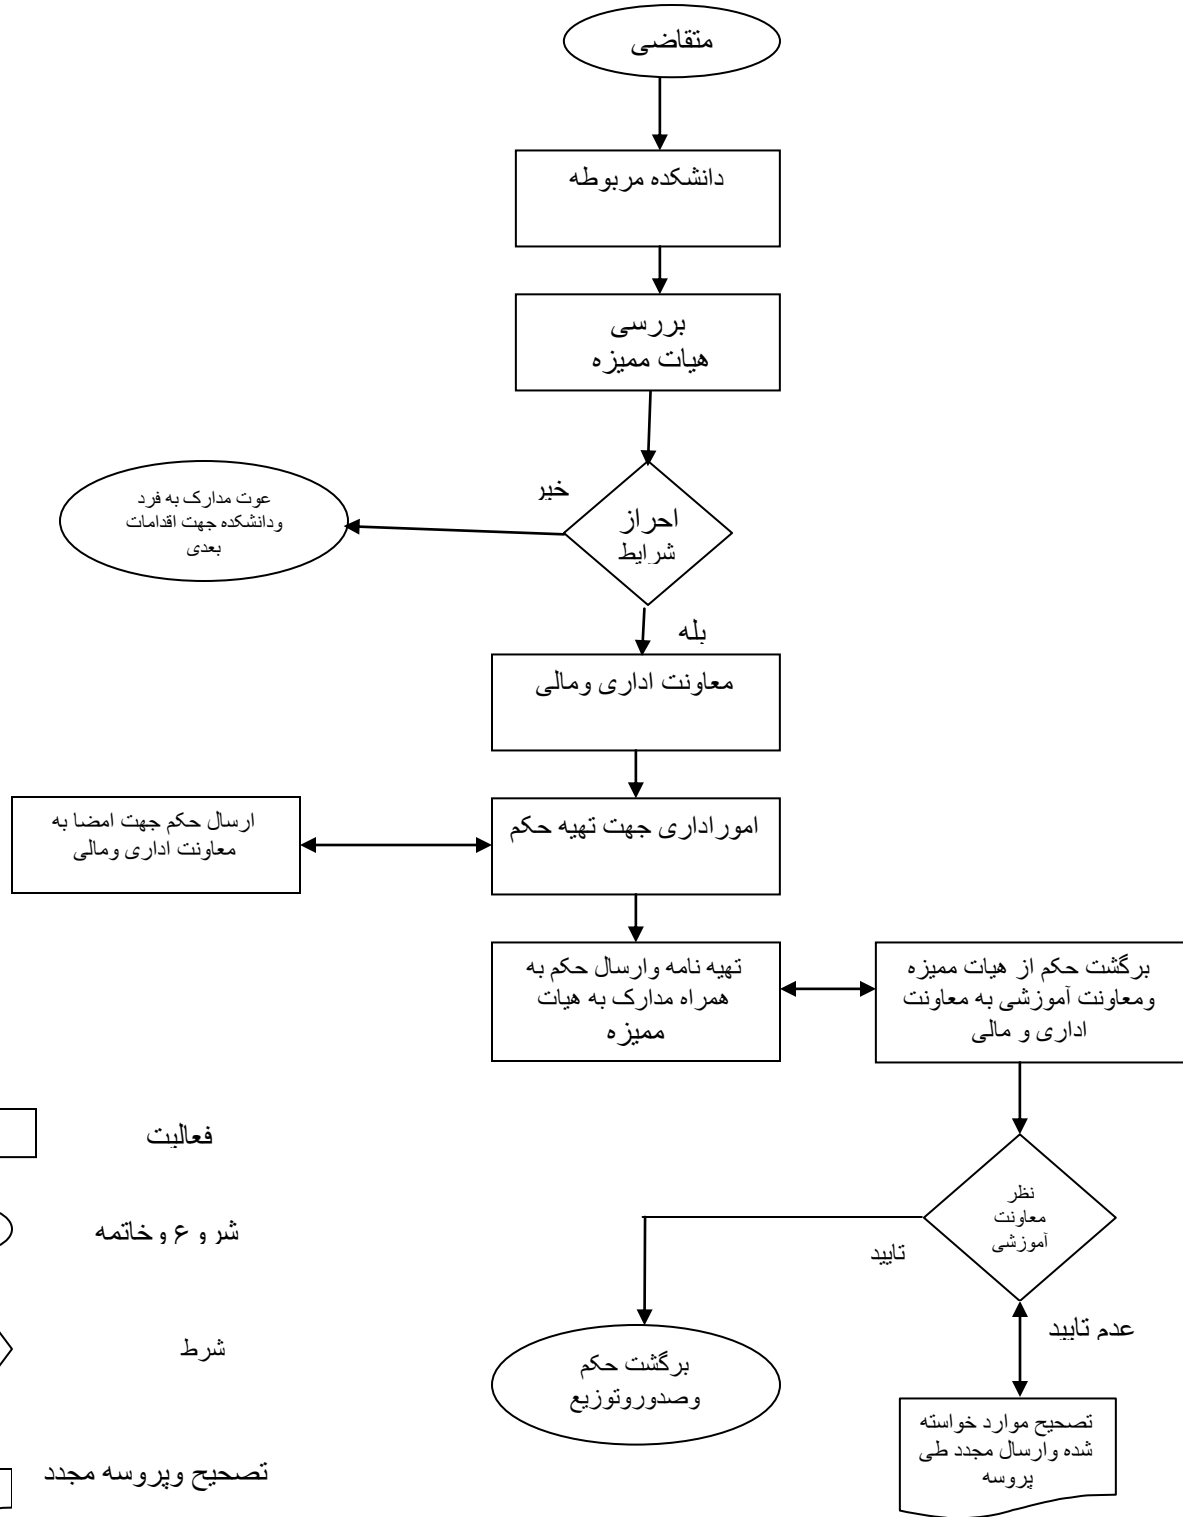 متقاضی
دانشکده مربوطه
بررسی
هیات ممیزه
خیر
احراز
شرایط
عوت مدارک به فرد
ودانشکده جهت اقدامات
بعدی
بله
معاونت اداری ومالی
اموراداری جهت تهیه حکم
ارسال حکم جهت امضا به
معاونت اداری ومالی
تهیه نامه وارسال حکم به
همراه مدارک به هیات
ممیزه
برگشت حکم از هیات ممیزه
ومعاونت آموزشی به معاونت
اداری و مالی
نظر
معاونت
آموزشی
تایید
عدم تایید
برگشت حکم
وصدوروتوزیع
تصحیح موارد خواسته
شده وارسال مجدد طی
پروسه
فعالیت
شروع وخاتمه
شرط
تصحیح وپروسه مجدد